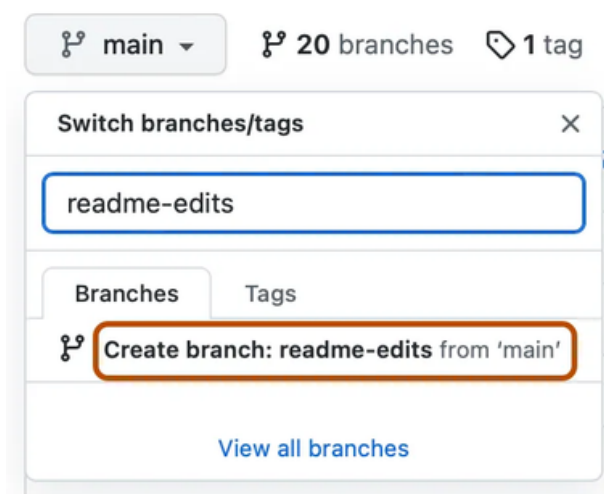 main 20 branches 1 tag
Switch branches/tags
readme-edits
Branches Tags
Create branch: readme-edits from ‘main’
View all branches